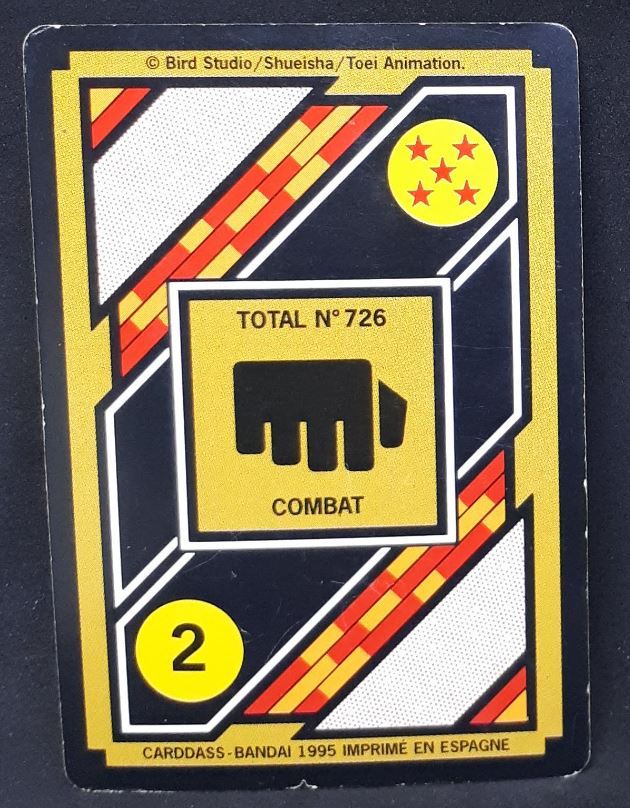 © Bird Studio/Shueisha/Toei Animation.
TOTAL N° 726
COMBAT
2
CARDDASS-BANDAI 1995 IMPRIMÉ EN ESPAGNE